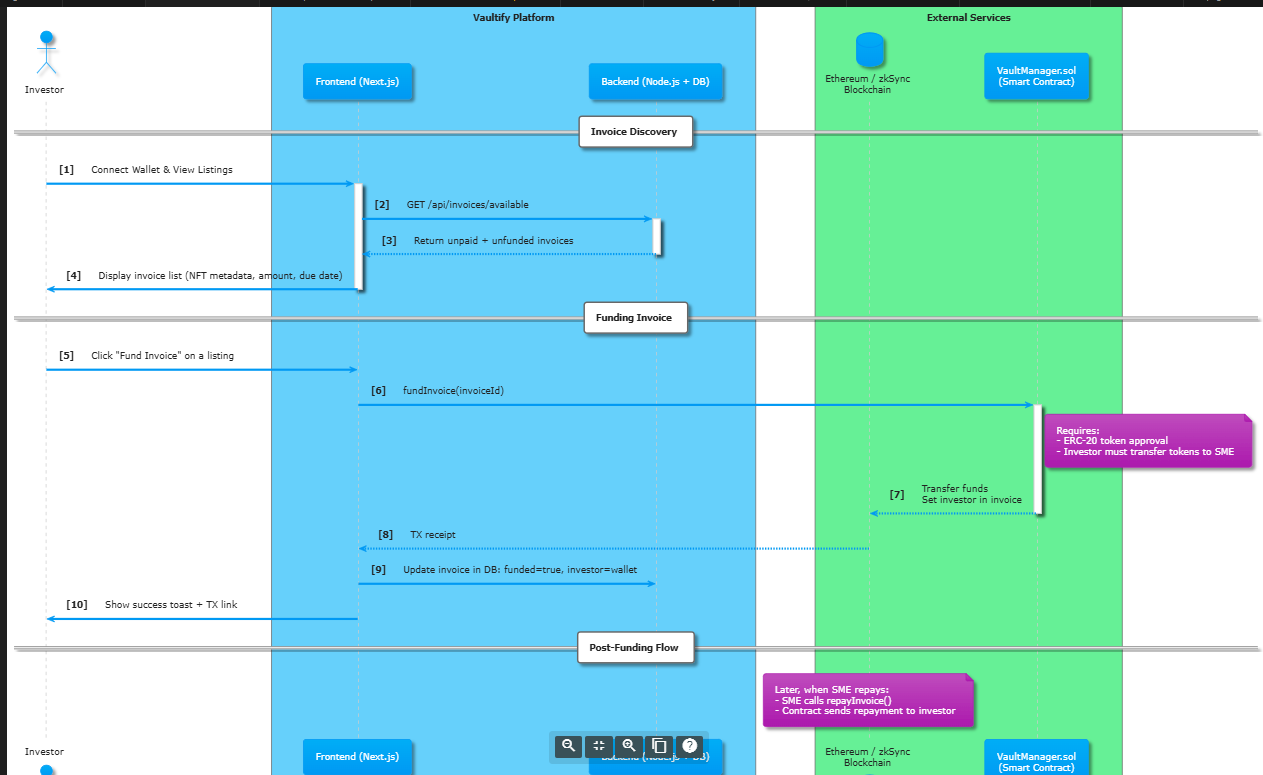 Vaultify Platform
External Services
Investor
Frontend (Next.js)
Backend (Node.js + DB)
Ethereum / zkSync
Blockchain
VaultManager.sol
(Smart Contract)
Invoice Discovery
[1] Connect Wallet & View Listings
[2] GET /api/invoices/available
[3] Return unpaid + unfunded invoices
[4] Display invoice list (NFT metadata, amount, due date)
Funding Invoice
[5] Click "Fund Invoice" on a listing
[6] fundInvoice(invoiceId)
Requires:
- ERC-20 token approval
- Investor must transfer tokens to SME
[7] Transfer funds
Set investor in invoice
[8] TX receipt
[9] Update invoice in DB: funded=true, investor=wallet
[10] Show success toast + TX link
Post-Funding Flow
Later, when SME repays:
- SME calls repayInvoice()
- Contract sends repayment to investor
Investor
Frontend (Next.js)
Backend (Node.js + DB)
Ethereum / zkSync
Blockchain
VaultManager.sol
(Smart Contract)